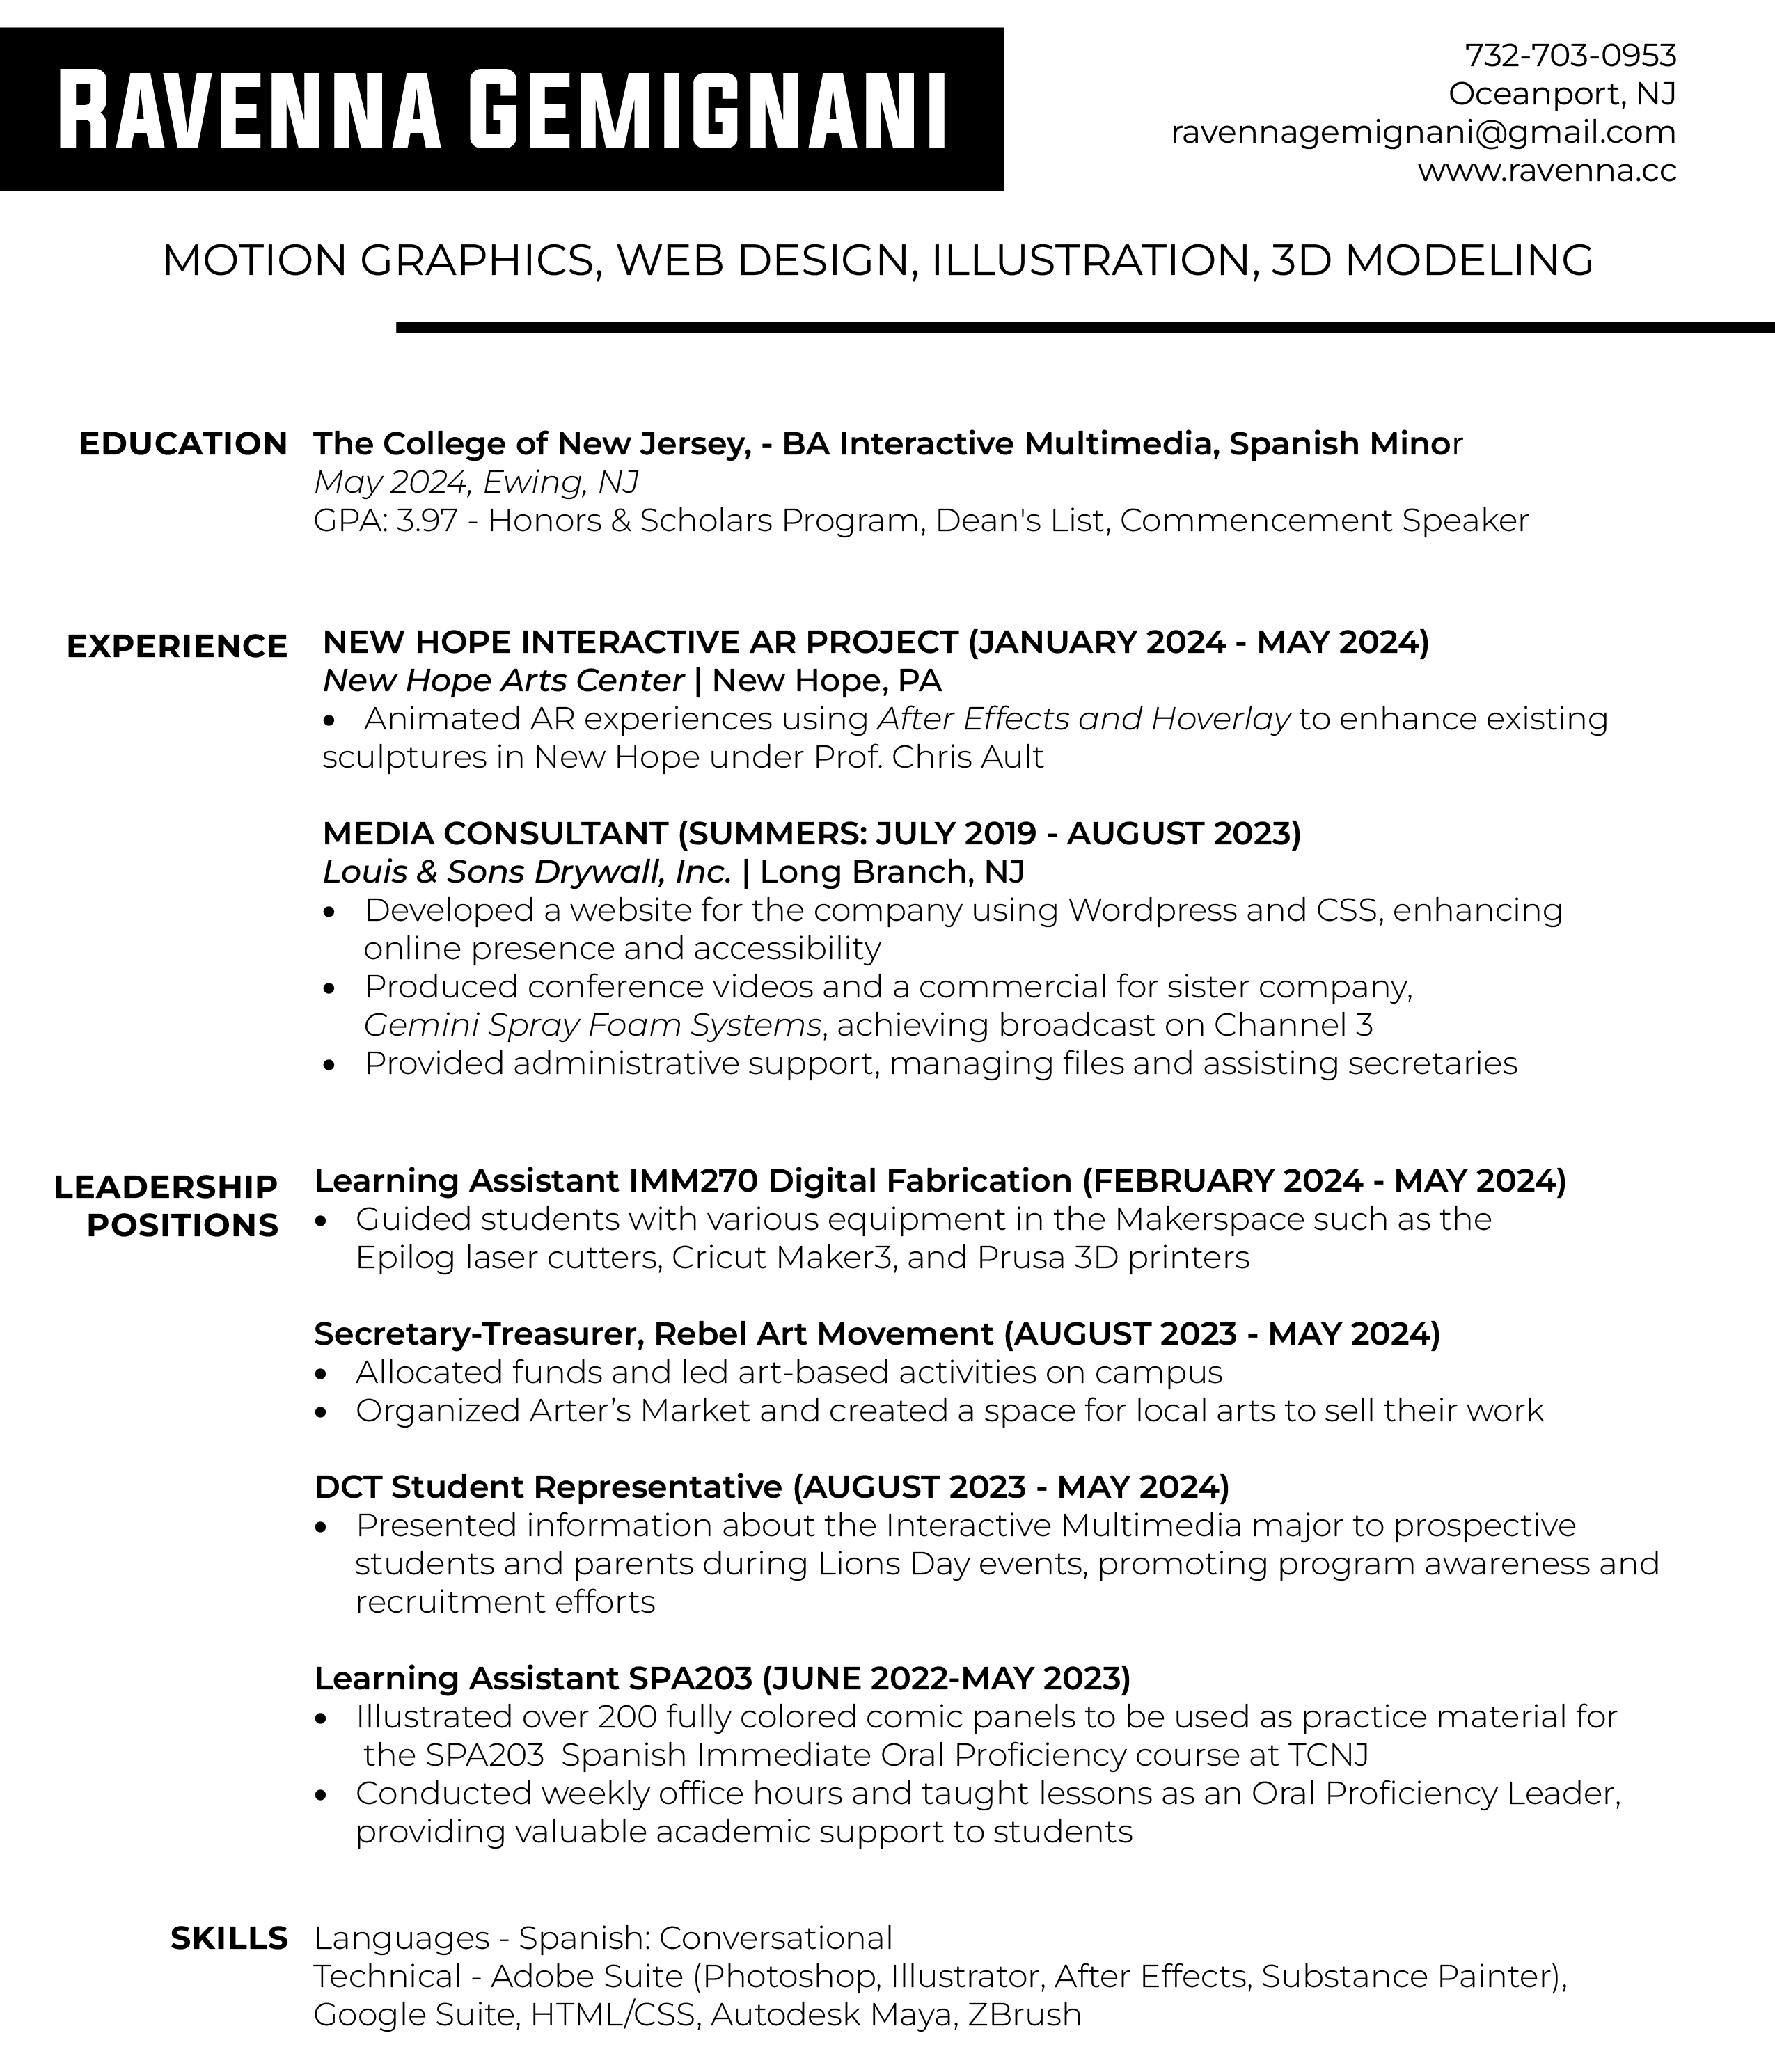 RAVENNA GEMIGNANI
732-703-0953
Oceanport, NJ
ravennagemignani@gmail.com
www.ravenna.cc
MOTION GRAPHICS, WEB DESIGN, ILLUSTRATION, 3D MODELING
EDUCATION
The College of New Jersey, - BA Interactive Multimedia, Spanish Minor
May 2024, Ewing, NJ
GPA: 3.97 - Honors & Scholars Program, Dean's List, Commencement Speaker
EXPERIENCE
NEW HOPE INTERACTIVE AR PROJECT (JANUARY 2024 - MAY 2024)
New Hope Arts Center | New Hope, PA
• Animated AR experiences using After Effects and Hoverlay to enhance existing
sculptures in New Hope under Prof. Chris Ault
MEDIA CONSULTANT (SUMMERS: JULY 2019 - AUGUST 2023)
Louis & Sons Drywall, Inc. | Long Branch, NJ
• Developed a website for the company using Wordpress and CSS, enhancing
online presence and accessibility
• Produced conference videos and a commercial for sister company,
Gemini Spray Foam Systems, achieving broadcast on Channel 3
• Provided administrative support, managing files and assisting secretaries
LEADERSHIP
POSITIONS
Learning Assistant IMM270 Digital Fabrication (FEBRUARY 2024 - MAY 2024)
• Guided students with various equipment in the Makerspace such as the
Epilog laser cutters, Cricut Maker3, and Prusa 3D printers
Secretary-Treasurer, Rebel Art Movement (AUGUST 2023 - MAY 2024)
• Allocated funds and led art-based activities on campus
• Organized Arter’s Market and created a space for local arts to sell their work
DCT Student Representative (AUGUST 2023 - MAY 2024)
• Presented information about the Interactive Multimedia major to prospective
students and parents during Lions Day events, promoting program awareness and
recruitment efforts
Learning Assistant SPA203 (JUNE 2022-MAY 2023)
• Illustrated over 200 fully colored comic panels to be used as practice material for
the SPA203 Spanish Immediate Oral Proficiency course at TCNJ
• Conducted weekly office hours and taught lessons as an Oral Proficiency Leader,
providing valuable academic support to students
SKILLS
Languages - Spanish: Conversational
Technical - Adobe Suite (Photoshop, Illustrator, After Effects, Substance Painter),
Google Suite, HTML/CSS, Autodesk Maya, ZBrush